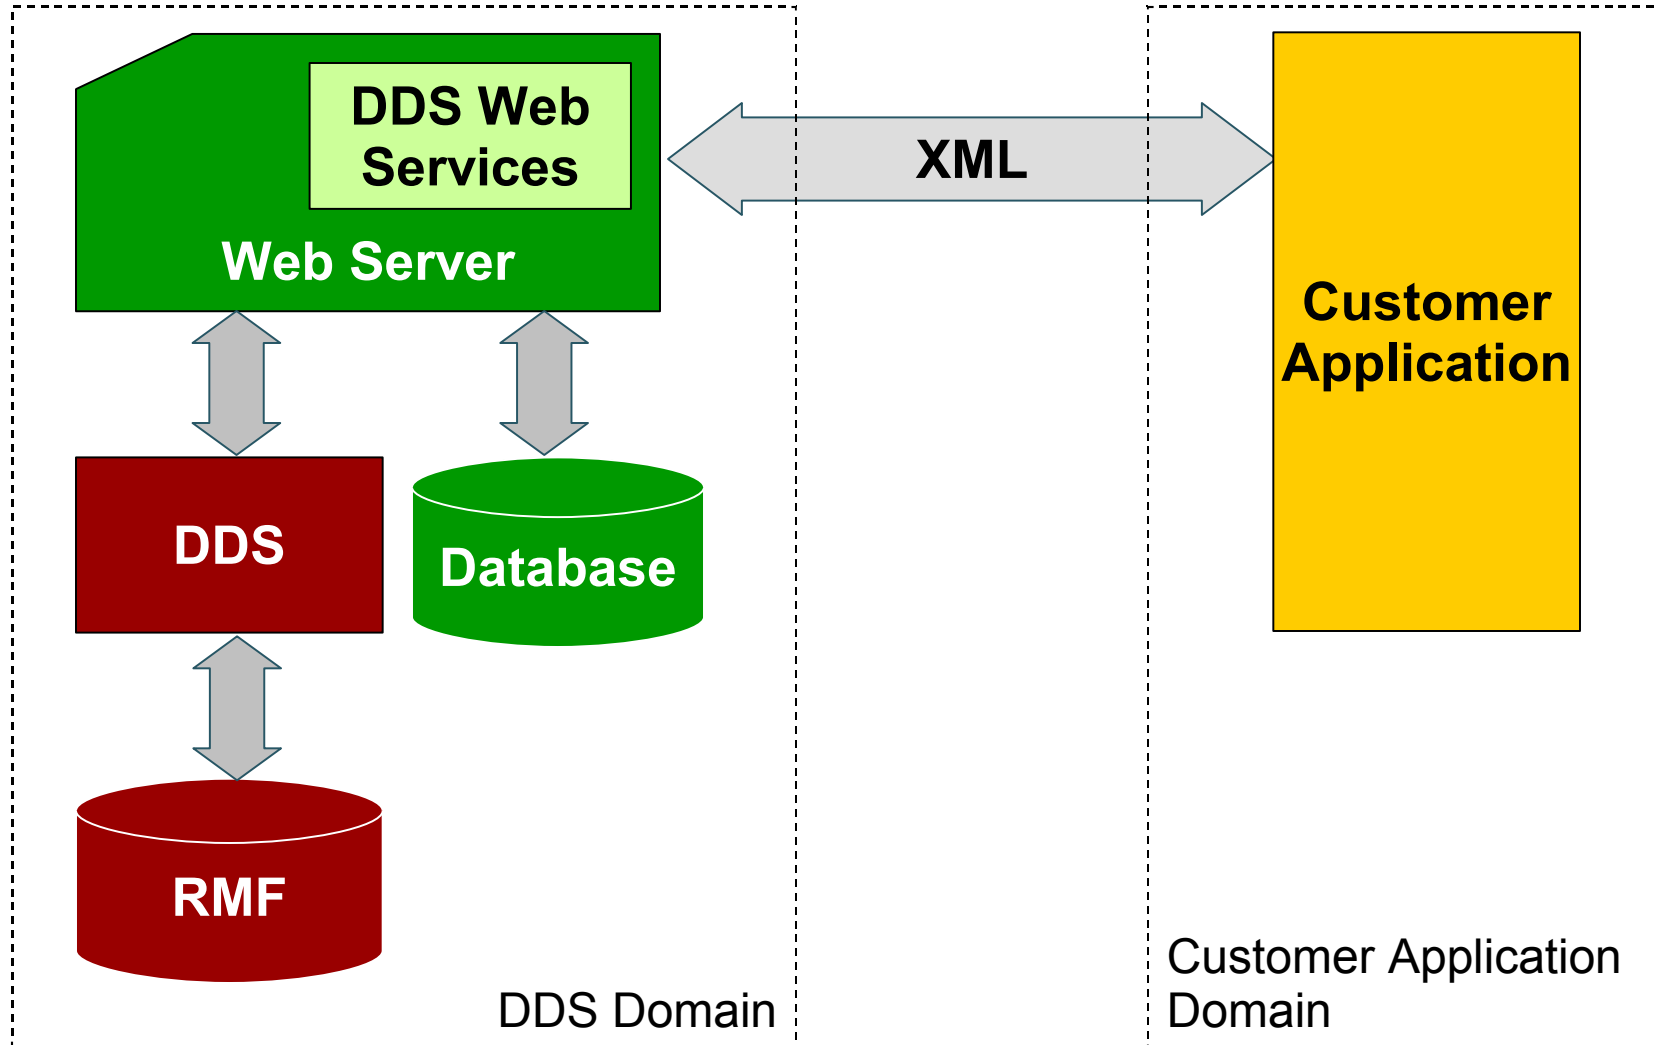 DDS Web
Services
Web Server
XML
Customer
Application
DDS
Database
RMF
DDS Domain
Customer Application
Domain